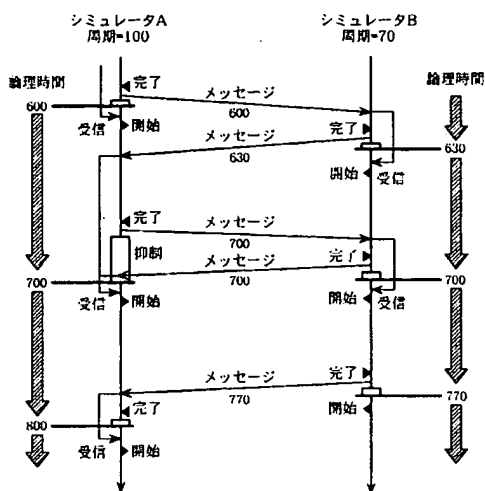 シミュレータA
周期=100
シミュレータB
周期=70
論理時間
論理時間
完了
メッセージ
600
600
受信
開始
完了
メッセージ
630
630
開始
受信
完了
メッセージ
700
抑制
完了
メッセージ
700
700
700
受信
開始
開始
受信
完了
メッセージ
770
770
完了
開始
800
受信
開始